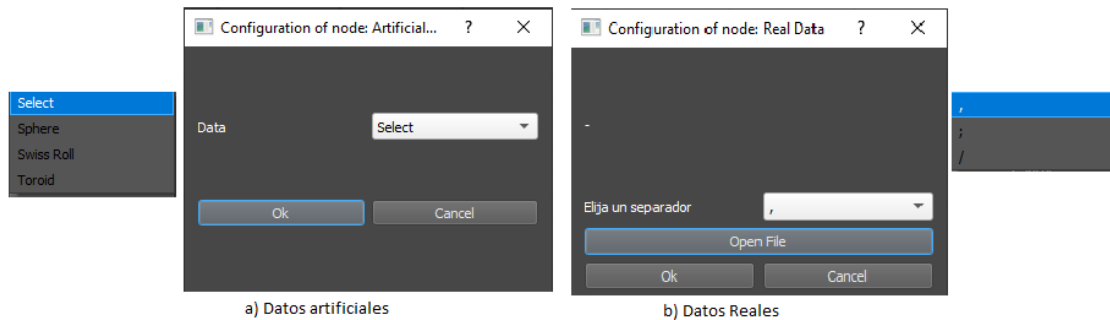 Configuration of node: Artificial... ? X
Configuration of node: Real Data ? X
Select
Sphere
Swiss Roll
Toroid
Data Select
Ok Cancel
-
Elija un separador ,
Open File
Ok Cancel
,
;
/
a) Datos artificiales
b) Datos Reales